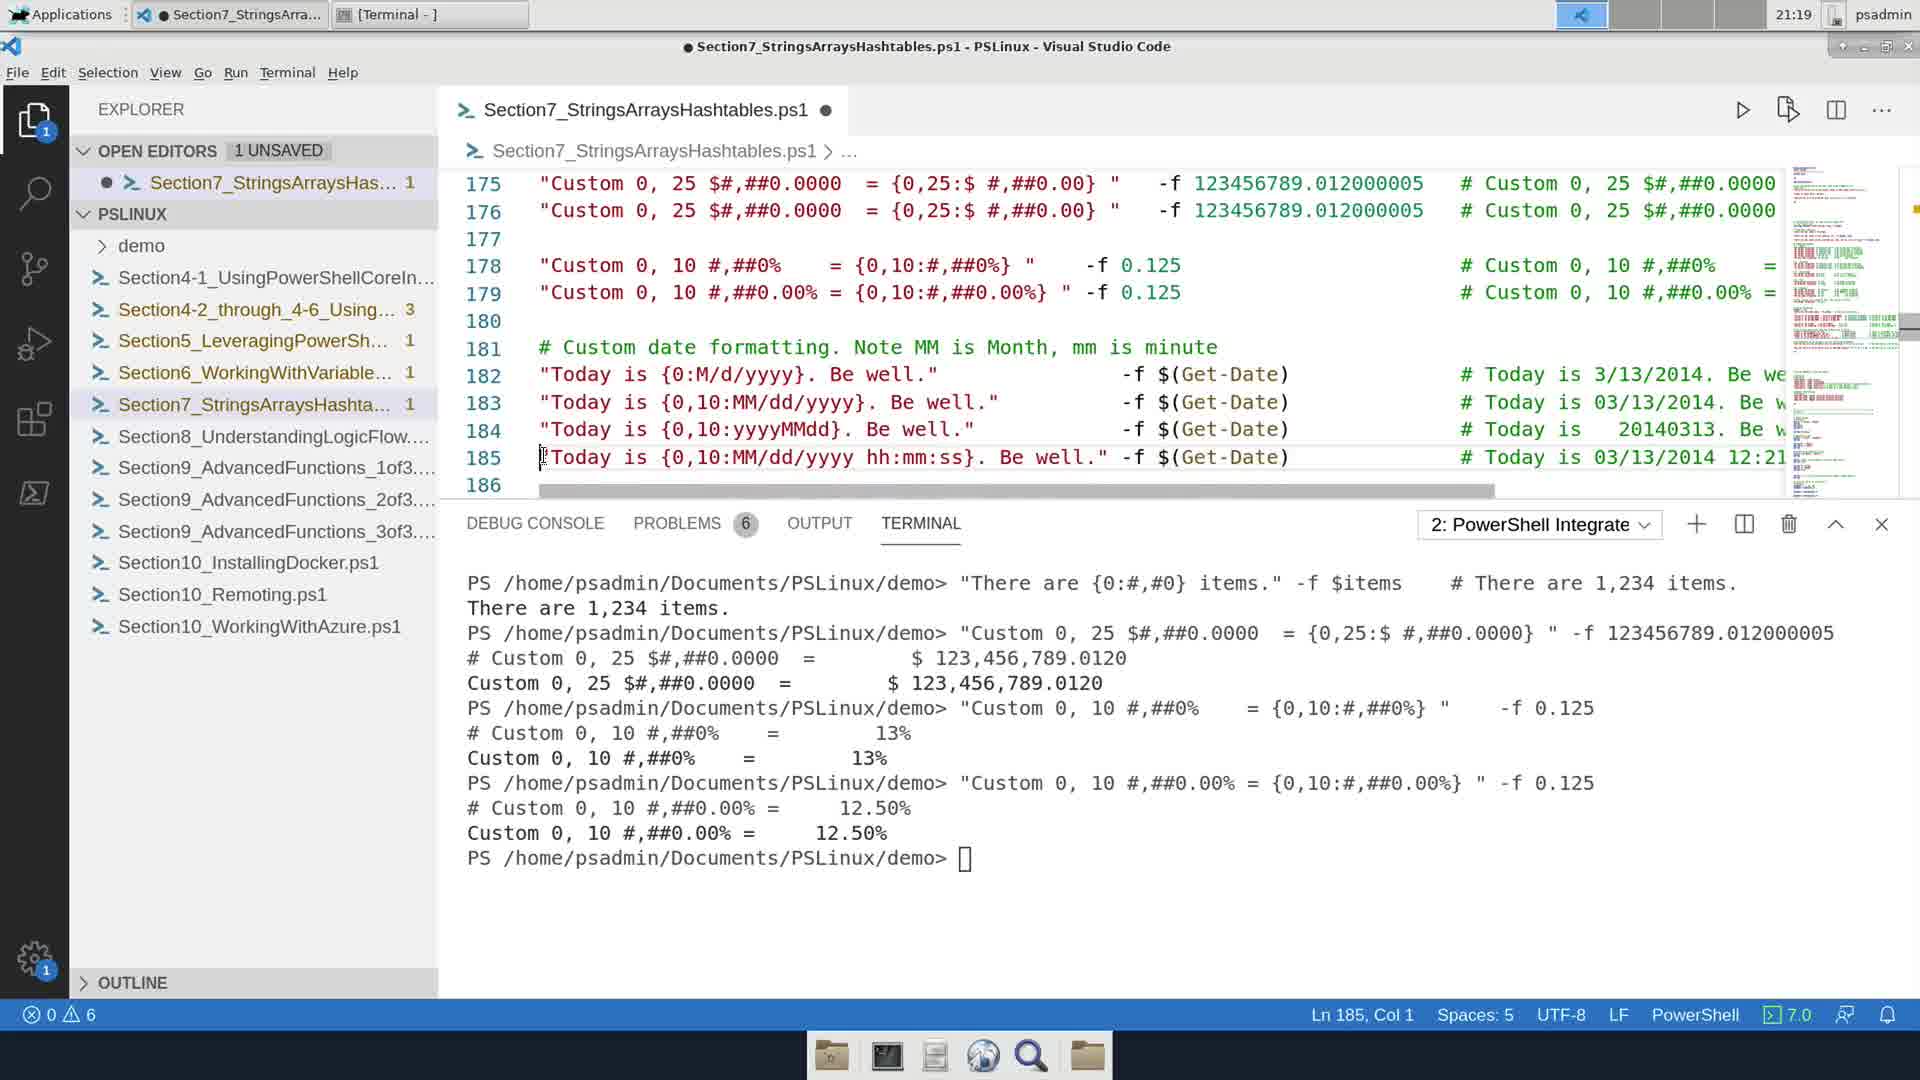 Applications
Section7_StringsArra...
[Terminal - ]
21:19
psadmin
● Section7_StringsArraysHashtables.ps1 - PSLinux - Visual Studio Code
File Edit Selection View Go Run Terminal Help
EXPLORER
OPEN EDITORS 1 UNSAVED
Section7_StringsArraysHas... 1
PSLINUX
demo
Section4-1_UsingPowerShellCoreIn...
Section4-2_through_4-6_Using... 3
Section5_LeveragingPowerSh... 1
Section6_WorkingWithVariable... 1
Section7_StringsArraysHashta... 1
Section8_UnderstandingLogicFlow....
Section9_AdvancedFunctions_1of3....
Section9_AdvancedFunctions_2of3....
Section9_AdvancedFunctions_3of3....
Section10_InstallingDocker.ps1
Section10_Remoting.ps1
Section10_WorkingWithAzure.ps1
OUTLINE
1
1
Section7_StringsArraysHashtables.ps1 ●
Section7_StringsArraysHashtables.ps1 > ...
175 "Custom 0, 25 $#,##0.0000  = {0,25:$ #,##0.00} "   -f 123456789.012000005   # Custom 0, 25 $#,##0.0000
176 "Custom 0, 25 $#,##0.0000  = {0,25:$ #,##0.00} "   -f 123456789.012000005   # Custom 0, 25 $#,##0.0000
177
178 "Custom 0, 10 #,##0%    = {0,10:#,##0%} "    -f 0.125                       # Custom 0, 10 #,##0%    =
179 "Custom 0, 10 #,##0.00% = {0,10:#,##0.00%} " -f 0.125                       # Custom 0, 10 #,##0.00% =
180
181 # Custom date formatting. Note MM is Month, mm is minute
182 "Today is {0:M/d/yyyy}. Be well."               -f $(Get-Date)              # Today is 3/13/2014. Be we
183 "Today is {0,10:MM/dd/yyyy}. Be well."          -f $(Get-Date)              # Today is 03/13/2014. Be w
184 "Today is {0,10:yyyyMMdd}. Be well."            -f $(Get-Date)              # Today is   20140313. Be w
185 "Today is {0,10:MM/dd/yyyy hh:mm:ss}. Be well." -f $(Get-Date)              # Today is 03/13/2014 12:21
186
DEBUG CONSOLE PROBLEMS 6 OUTPUT TERMINAL
2: PowerShell Integrate
PS /home/psadmin/Documents/PSLinux/demo> "There are {0:#,#0} items." -f $items    # There are 1,234 items.
There are 1,234 items.
PS /home/psadmin/Documents/PSLinux/demo> "Custom 0, 25 $#,##0.0000  = {0,25:$ #,##0.0000} " -f 123456789.012000005
# Custom 0, 25 $#,##0.0000  =        $ 123,456,789.0120
Custom 0, 25 $#,##0.0000  =        $ 123,456,789.0120
PS /home/psadmin/Documents/PSLinux/demo> "Custom 0, 10 #,##0%    = {0,10:#,##0%} "    -f 0.125
# Custom 0, 10 #,##0%    =        13%
Custom 0, 10 #,##0%    =        13%
PS /home/psadmin/Documents/PSLinux/demo> "Custom 0, 10 #,##0.00% = {0,10:#,##0.00%} " -f 0.125
# Custom 0, 10 #,##0.00% =     12.50%
Custom 0, 10 #,##0.00% =     12.50%
PS /home/psadmin/Documents/PSLinux/demo>
0 6
Ln 185, Col 1 Spaces: 5 UTF-8 LF PowerShell 7.0